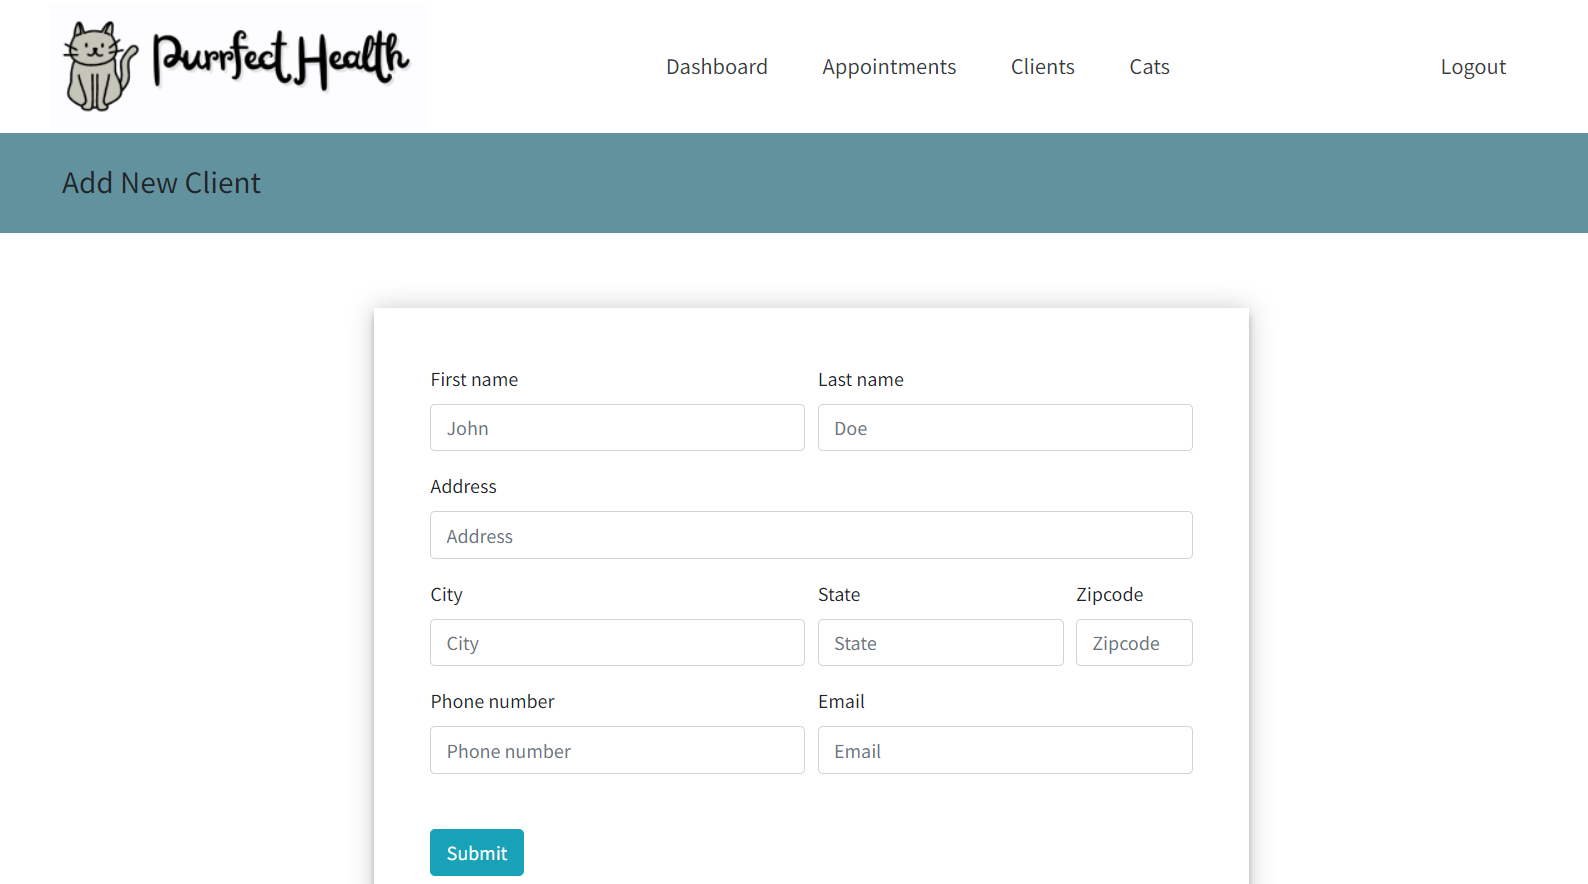 Purrfect Health
Dashboard Appointments Clients Cats Logout
Add New Client
First name Last name
John Doe
Address
Address
City State Zipcode
City State Zipcode
Phone number Email
Phone number Email
Submit